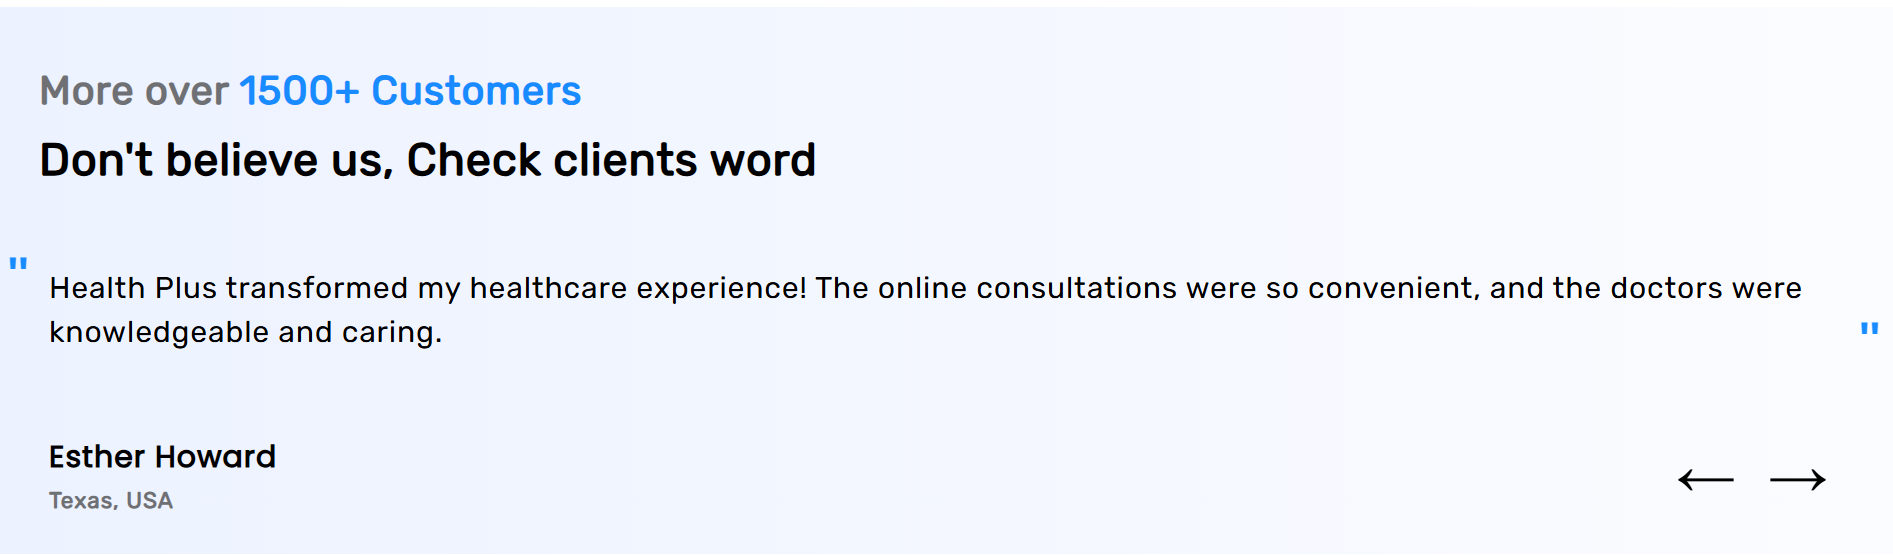 More over 1500+ Customers
Don't believe us, Check clients word
" Health Plus transformed my healthcare experience! The online consultations were so convenient, and the doctors were
knowledgeable and caring. "
Esther Howard
Texas, USA